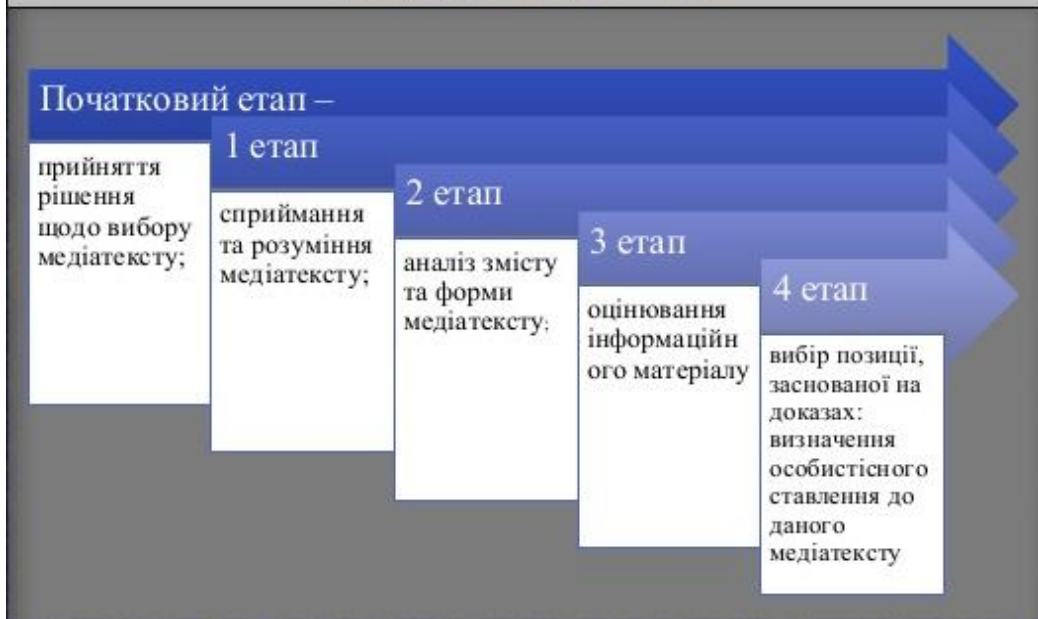 Початковий етап –
прийняття
рішення
щодо вибору
медіатексту;
1 етап
сприймання
та розуміння
медіатексту;
2 етап
аналіз змісту
та форми
медіатексту;
3 етап
оцінювання
інформаційн
ого матеріалу
4 етап
вибір позиції,
заснованої на
доказах:
визначення
особистісного
ставлення до
даного
медіатексту